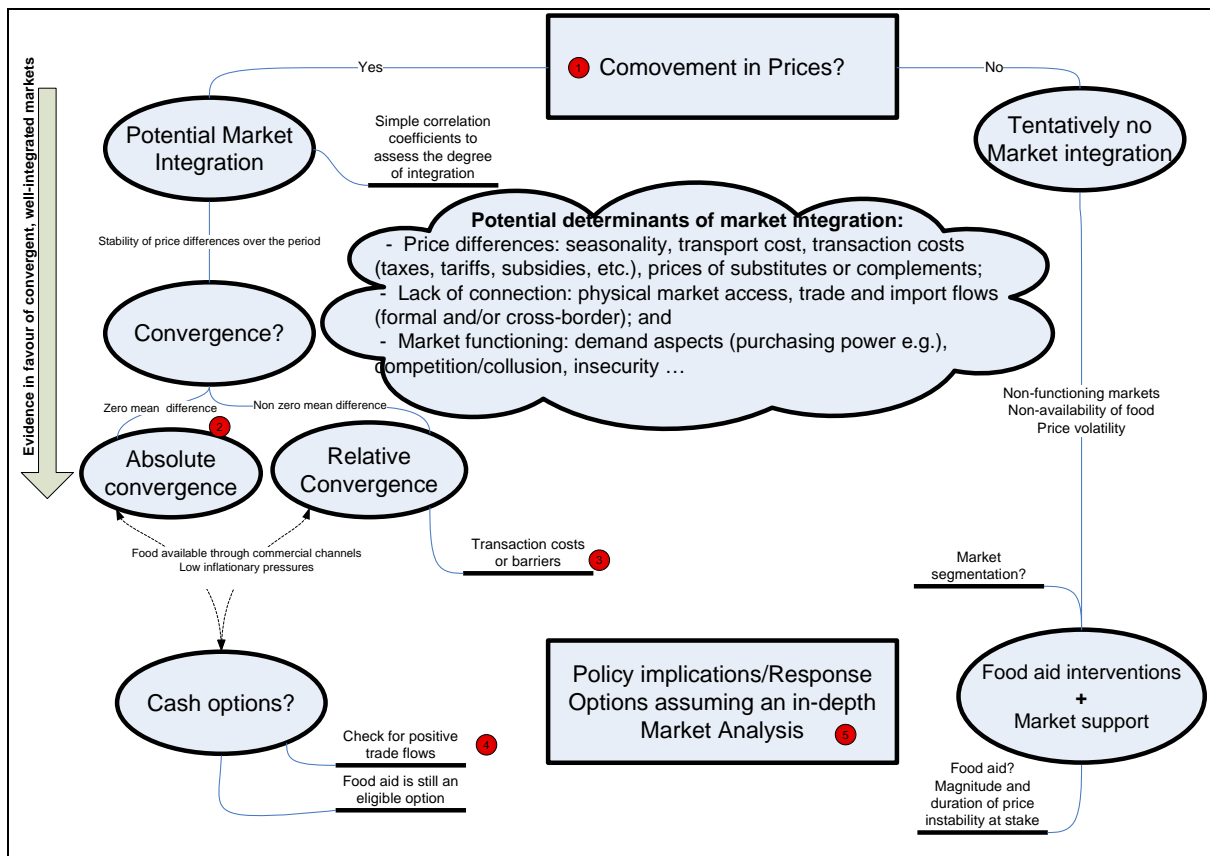 1 Comovement in Prices?
Yes
No
Evidence in favour of convergent, well-integrated markets
Potential Market
Integration
Simple correlation
coefficients to
assess the degree
of integration
Tentatively no
Market integration
Potential determinants of market integration:
- Price differences: seasonality, transport cost, transaction costs
(taxes, tariffs, subsidies, etc.), prices of substitutes or complements;
- Lack of connection: physical market access, trade and import flows
(formal and/or cross-border); and
- Market functioning: demand aspects (purchasing power e.g.),
competition/collusion, insecurity …
Stability of price differences over the period
Convergence?
Zero mean difference
Non zero mean difference
2
Absolute
convergence
Relative
Convergence
Non-functioning markets
Non-availability of food
Price volatility
Food available through commercial channels
Low inflationary pressures
Transaction costs
or barriers
3
Market
segmentation?
Cash options?
Policy implications/Response
Options assuming an in-depth
Market Analysis 5
Food aid interventions
+
Market support
Check for positive
trade flows
4
Food aid is still an
eligible option
Food aid?
Magnitude and
duration of price
instability at stake